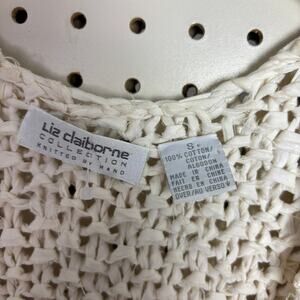 Liz claiborne
COLLECTION
KNITTED BY HAND
S
100% COTTON/
COTON/
ALGODON
MADE IN CHINA
FAIT EN CHINE
HECHO EN CHINA
OVER/AU VERSO